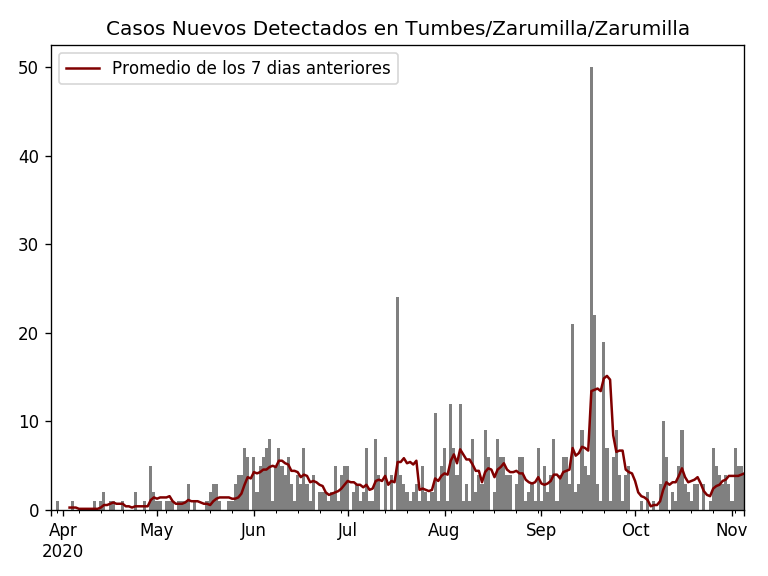 Casos Nuevos Detectados en Tumbes/Zarumilla/Zarumilla
Promedio de los 7 dias anteriores
50
40
30
20
10
0
Apr May Jun Jul Aug Sep Oct Nov
2020